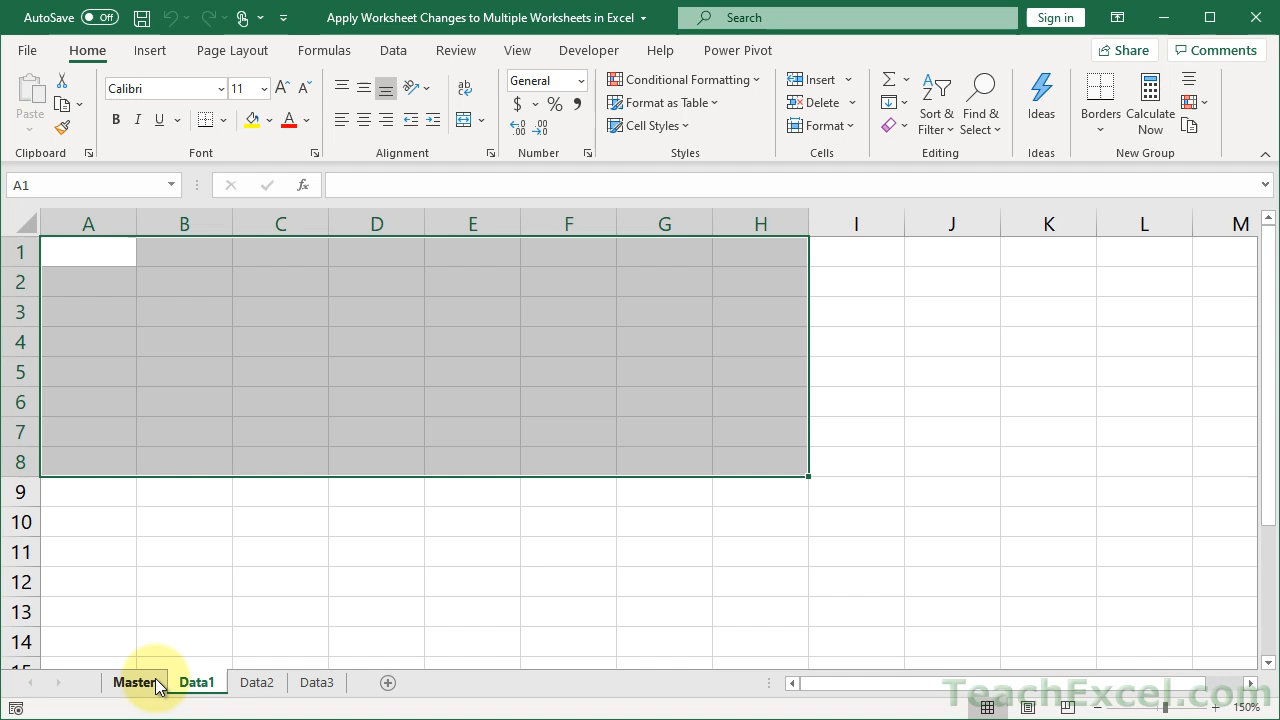 AutoSave Off Apply Worksheet Changes to Multiple Worksheets in Excel Search Sign in
File Home Insert Page Layout Formulas Data Review View Developer Help Power Pivot Share Comments
Paste Calibri 11 General Conditional Formatting Insert Sort & Filter Find & Select Ideas Borders Calculate Now
B I U $ % Format as Table Delete
Cell Styles Format
Clipboard Font Alignment Number Styles Cells Editing Ideas New Group
A1 fx
A B C D E F G H I J K L M
1
2
3
4
5
6
7
8
9
10
11
12
13
14
15
Master Data1 Data2 Data3
TeachExcel.com
150%